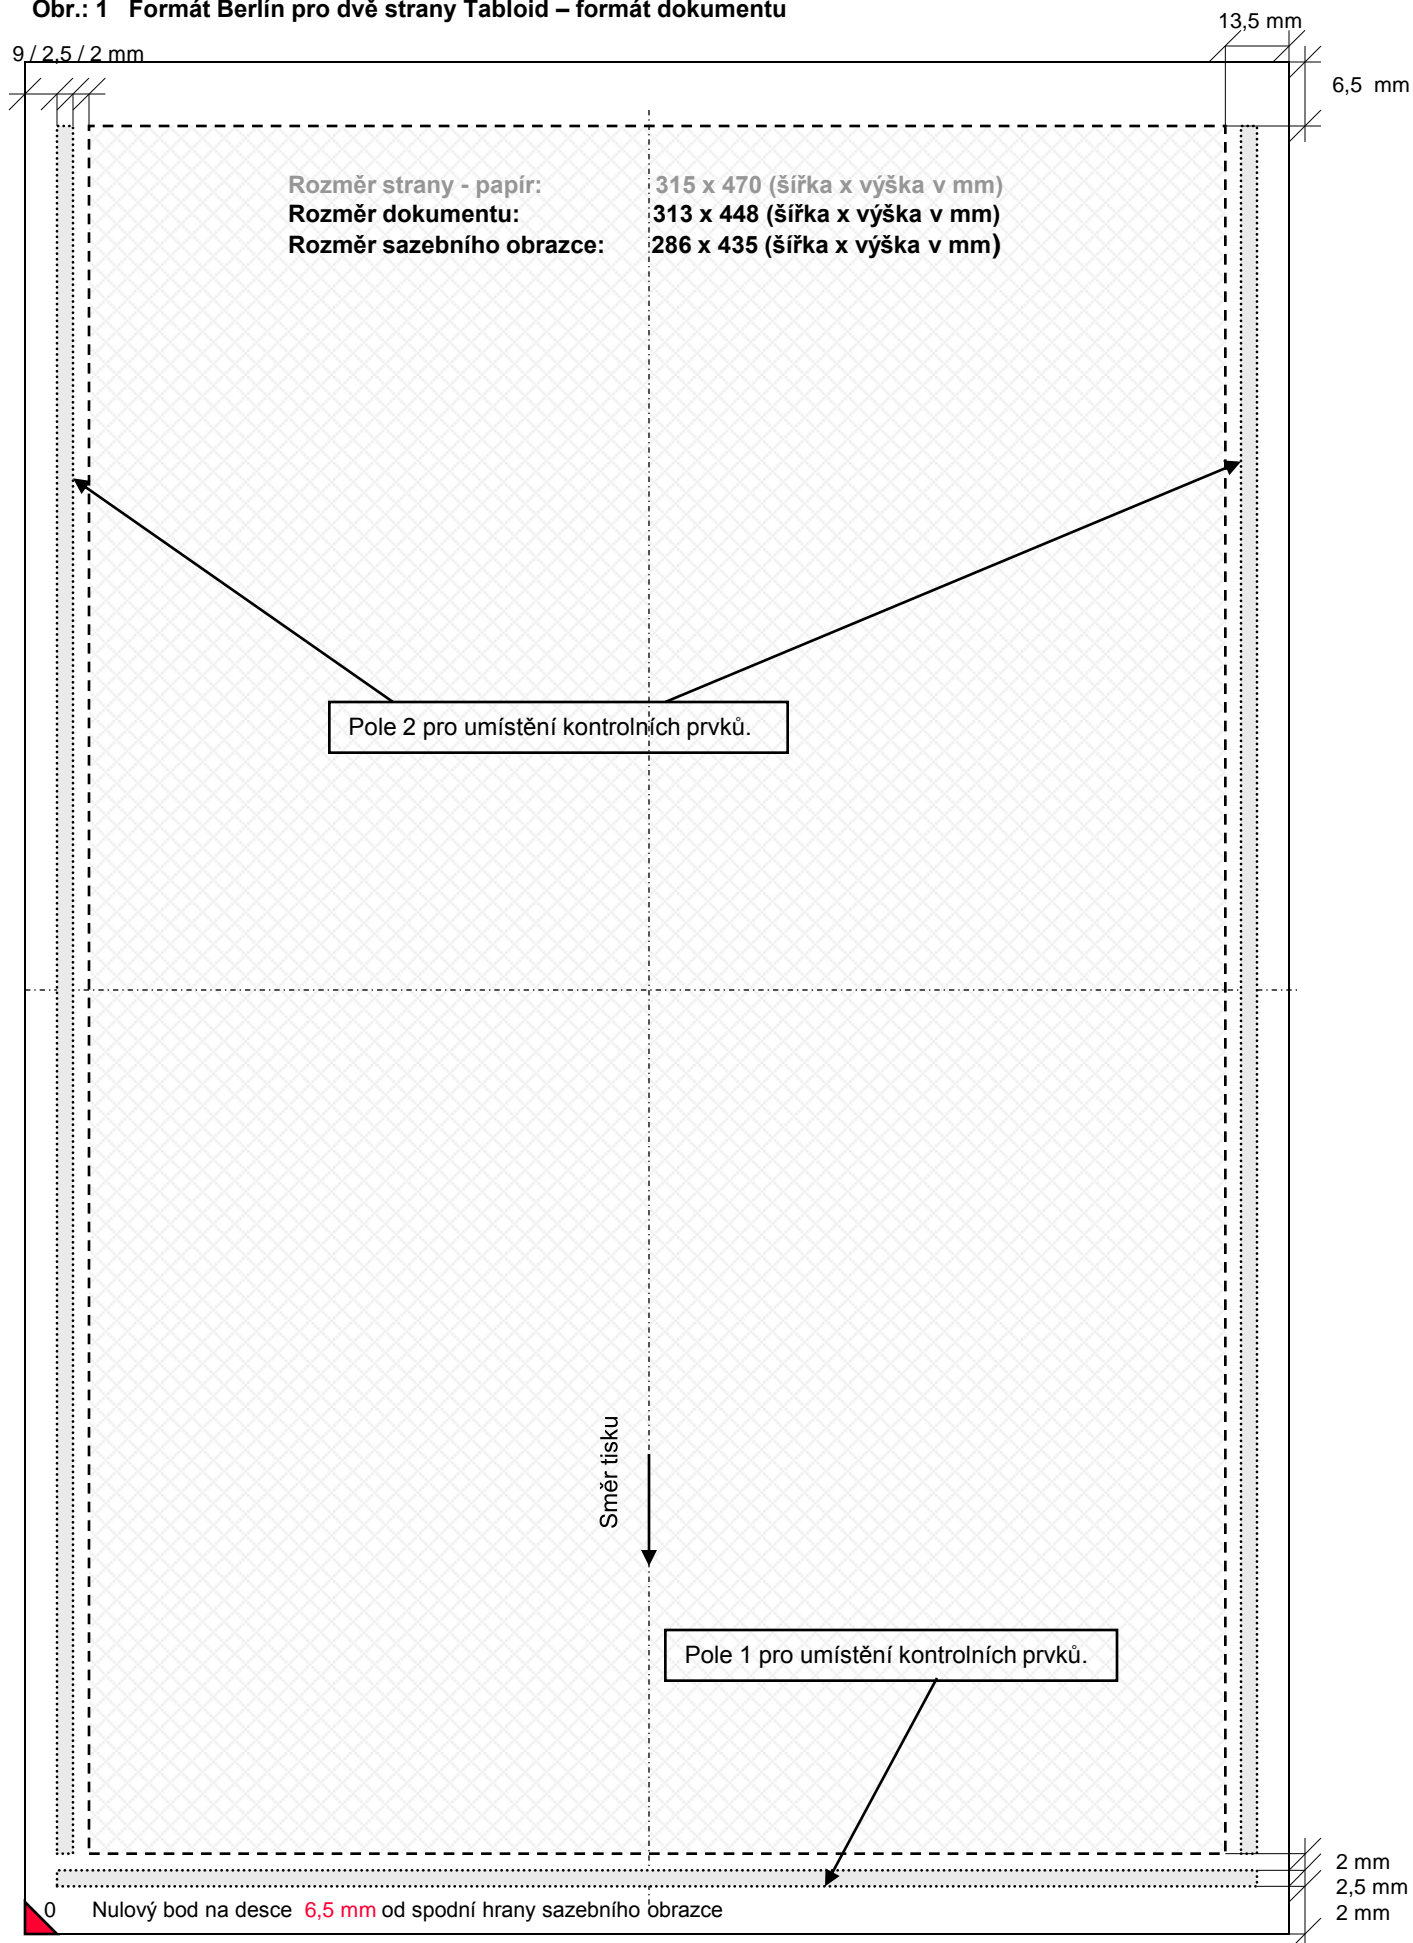 Obr.: 1 Formát Berlín pro dvě strany Tabloid – formát dokumentu
13,5 mm
9 / 2,5 / 2 mm
6,5 mm
Rozměr strany - papír: 315 x 470 (šířka x výška v mm)
Rozměr dokumentu: 313 x 448 (šířka x výška v mm)
Rozměr sazebního obrazce: 286 x 435 (šířka x výška v mm)
Pole 2 pro umístění kontrolních prvků.
Směr tisku
Pole 1 pro umístění kontrolních prvků.
2 mm
2,5 mm
2 mm
0 Nulový bod na desce 6,5 mm od spodní hrany sazebního obrazce